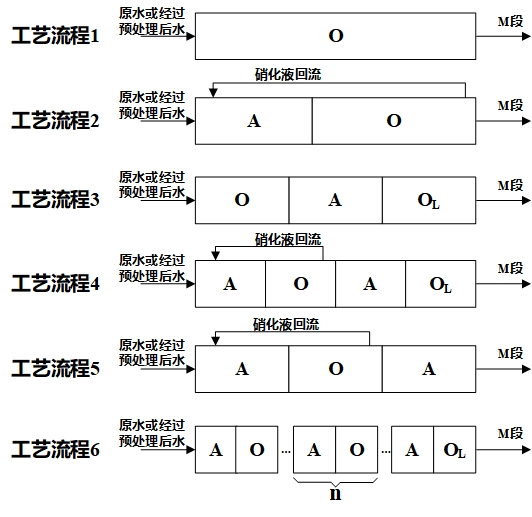 原水或经过
预处理后水
工艺流程1
O
M段
硝化液回流
原水或经过
预处理后水
工艺流程2
A
O
M段
原水或经过
预处理后水
工艺流程3
O
A
OL
M段
硝化液回流
原水或经过
预处理后水
工艺流程4
A
O
A
OL
M段
硝化液回流
原水或经过
预处理后水
工艺流程5
A
O
A
M段
原水或经过
预处理后水
工艺流程6
A
O
...
A
O
...
A
OL
M段
n